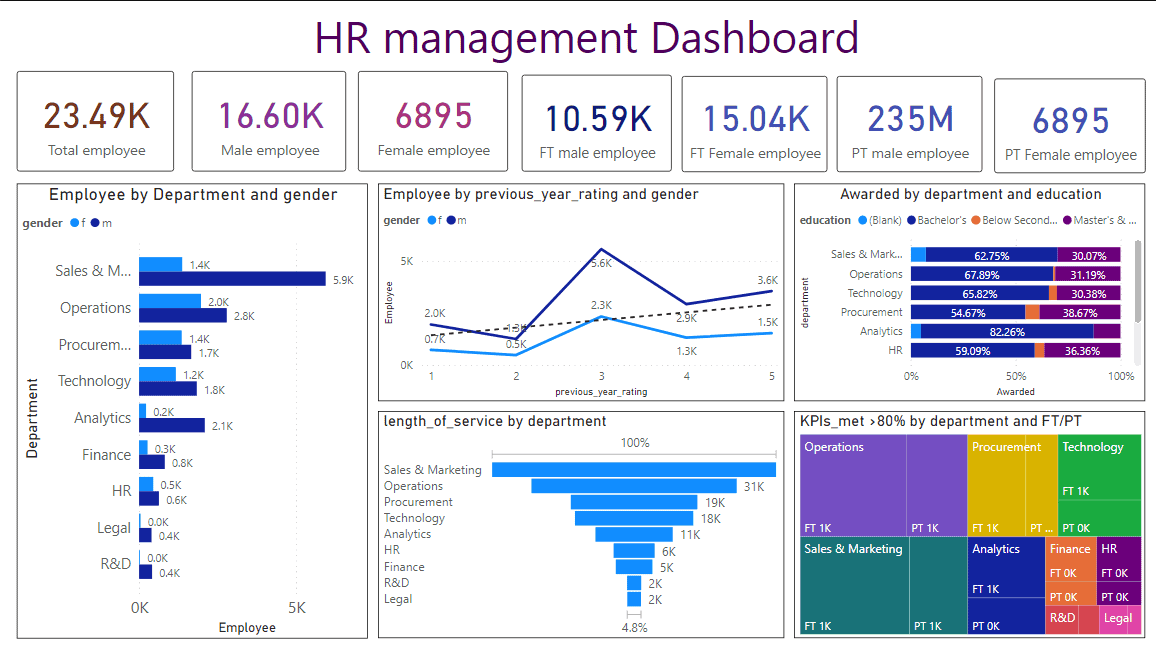 HR management Dashboard
23.49K
Total employee
16.60K
Male employee
6895
Female employee
10.59K
FT male employee
15.04K
FT Female employee
235M
PT male employee
6895
PT Female employee
Employee by Department and gender
gender f m
Department
Sales & M... 1.4K 5.9K
Operations 2.0K 2.8K
Procurem... 1.4K 1.7K
Technology 1.2K 1.8K
Analytics 0.2K 2.1K
Finance 0.3K 0.8K
HR 0.5K 0.6K
Legal 0.0K 0.4K
R&D 0.0K 0.4K
0K 5K
Employee
Employee by previous_year_rating and gender
gender f m
Employee
5K
0K
2.0K 1.3K 5.6K 2.9K 3.6K
0.7K 0.5K 2.3K 1.3K 1.5K
1 2 3 4 5
previous_year_rating
Awarded by department and education
education (Blank) Bachelor's Below Second... Master's & ...
department
Sales & Mark... 62.75% 30.07%
Operations 67.89% 31.19%
Technology 65.82% 30.38%
Procurement 54.67% 38.67%
Analytics 82.26%
HR 59.09% 36.36%
0% 50% 100%
Awarded
length_of_service by department
100%
Sales & Marketing
Operations 31K
Procurement 19K
Technology 18K
Analytics 11K
HR 6K
Finance 5K
R&D 2K
Legal 2K
4.8%
KPIs_met >80% by department and FT/PT
Operations
FT 1K PT 1K
Procurement
FT 1K PT ...
Technology
FT 1K
PT 0K
Sales & Marketing
FT 1K PT 1K
Analytics
FT 1K
PT 0K
Finance
FT 0K
PT 0K
HR
FT 0K
PT 0K
R&D
Legal